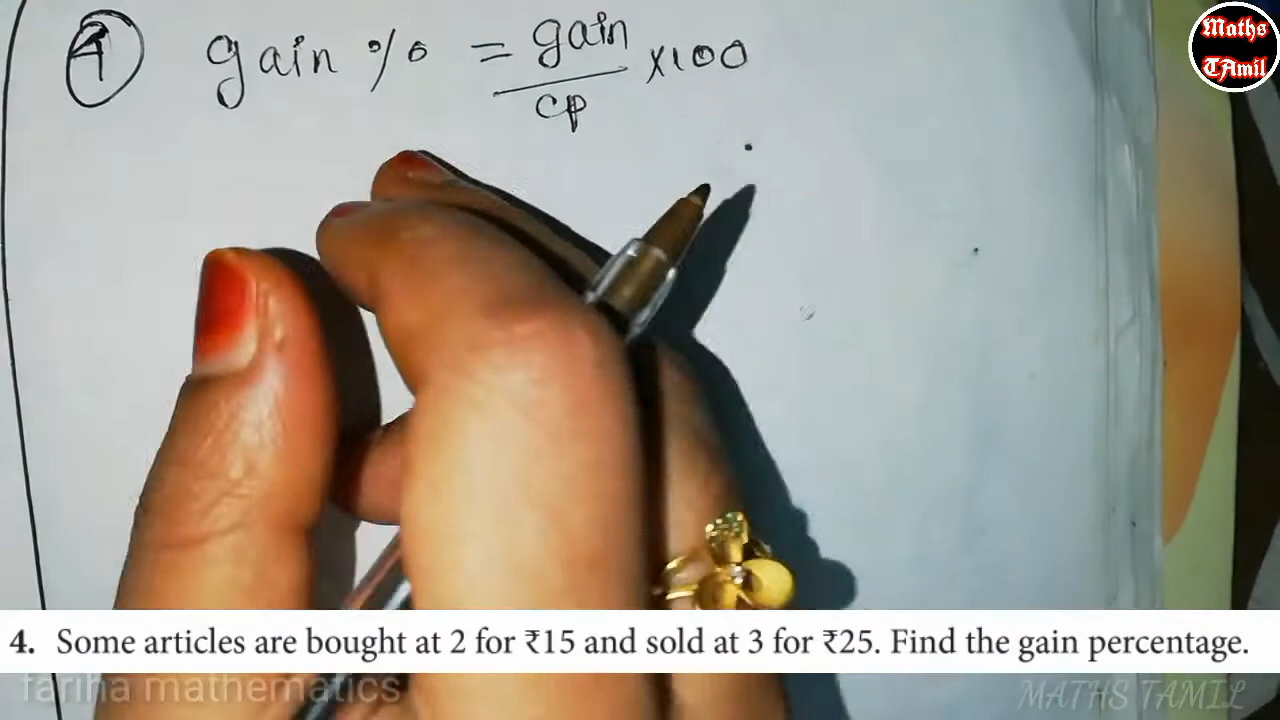 Maths
TAmil
4 gain % = gain/cp ×100
4. Some articles are bought at 2 for ₹15 and sold at 3 for ₹25. Find the gain percentage.
fariha mathematics
MATHS TAMIL